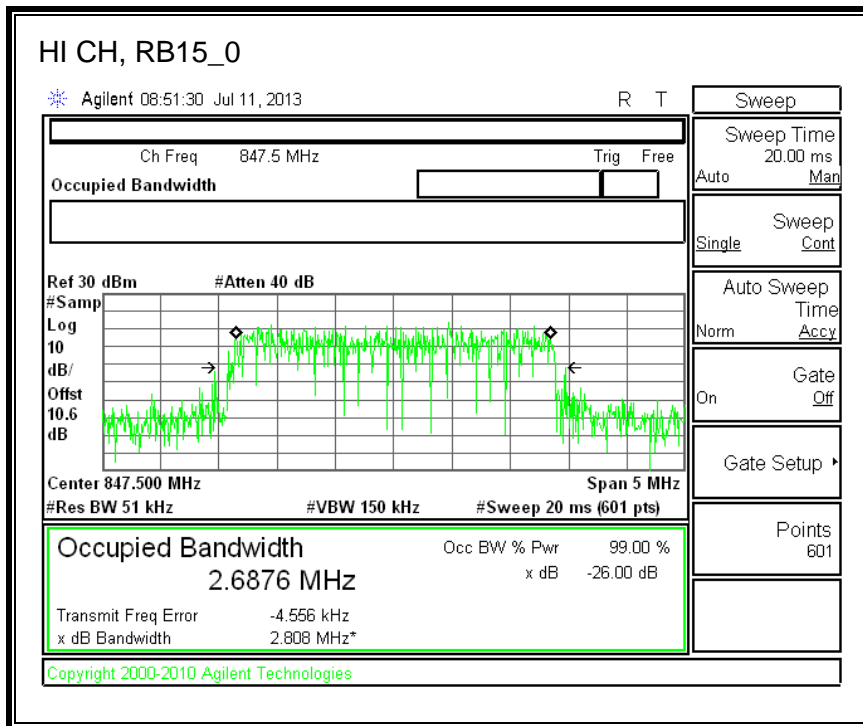 HI CH, RB15_0
Agilent 08:51:30 Jul 11, 2013 R T
Ch Freq 847.5 MHz Trig Free
Occupied Bandwidth
Ref 30 dBm #Atten 40 dB
#Samp
Log
10
dB/
Offst
10.6
dB
Center 847.500 MHz Span 5 MHz
#Res BW 51 kHz #VBW 150 kHz #Sweep 20 ms (601 pts)
Occupied Bandwidth Occ BW % Pwr 99.00 %
2.6876 MHz x dB -26.00 dB
Transmit Freq Error -4.556 kHz
x dB Bandwidth 2.808 MHz*
Copyright 2000-2010 Agilent Technologies
Sweep
Sweep Time
20.00 ms
Auto Man
Sweep
Single Cont
Auto Sweep
Time
Norm Accy
Gate
On Off
Gate Setup
Points
601